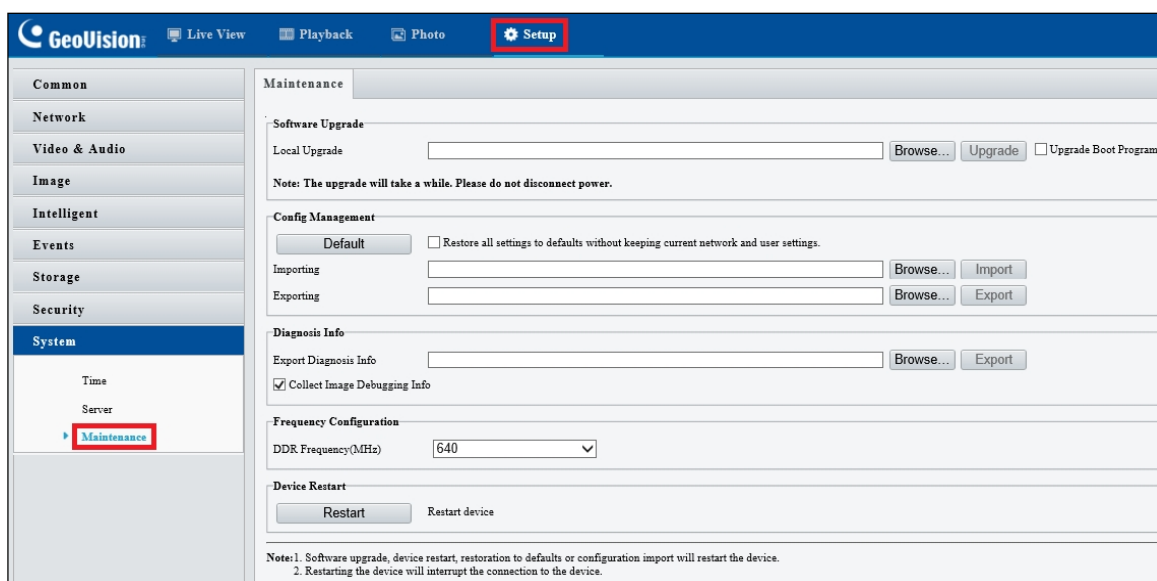 GeoVision Live View Playback Photo Setup
Common
Network
Video & Audio
Image
Intelligent
Events
Storage
Security
System
Time
Server
Maintenance
Maintenance
Software Upgrade
Local Upgrade Browse... Upgrade Upgrade Boot Program
Note: The upgrade will take a while. Please do not disconnect power.
Config Management
Default Restore all settings to defaults without keeping current network and user settings.
Importing Browse... Import
Exporting Browse... Export
Diagnosis Info
Export Diagnosis Info Browse... Export
Collect Image Debugging Info
Frequency Configuration
DDR Frequency(MHz) 640
Device Restart
Restart Restart device
Note:1. Software upgrade, device restart, restoration to defaults or configuration import will restart the device.
2. Restarting the device will interrupt the connection to the device.